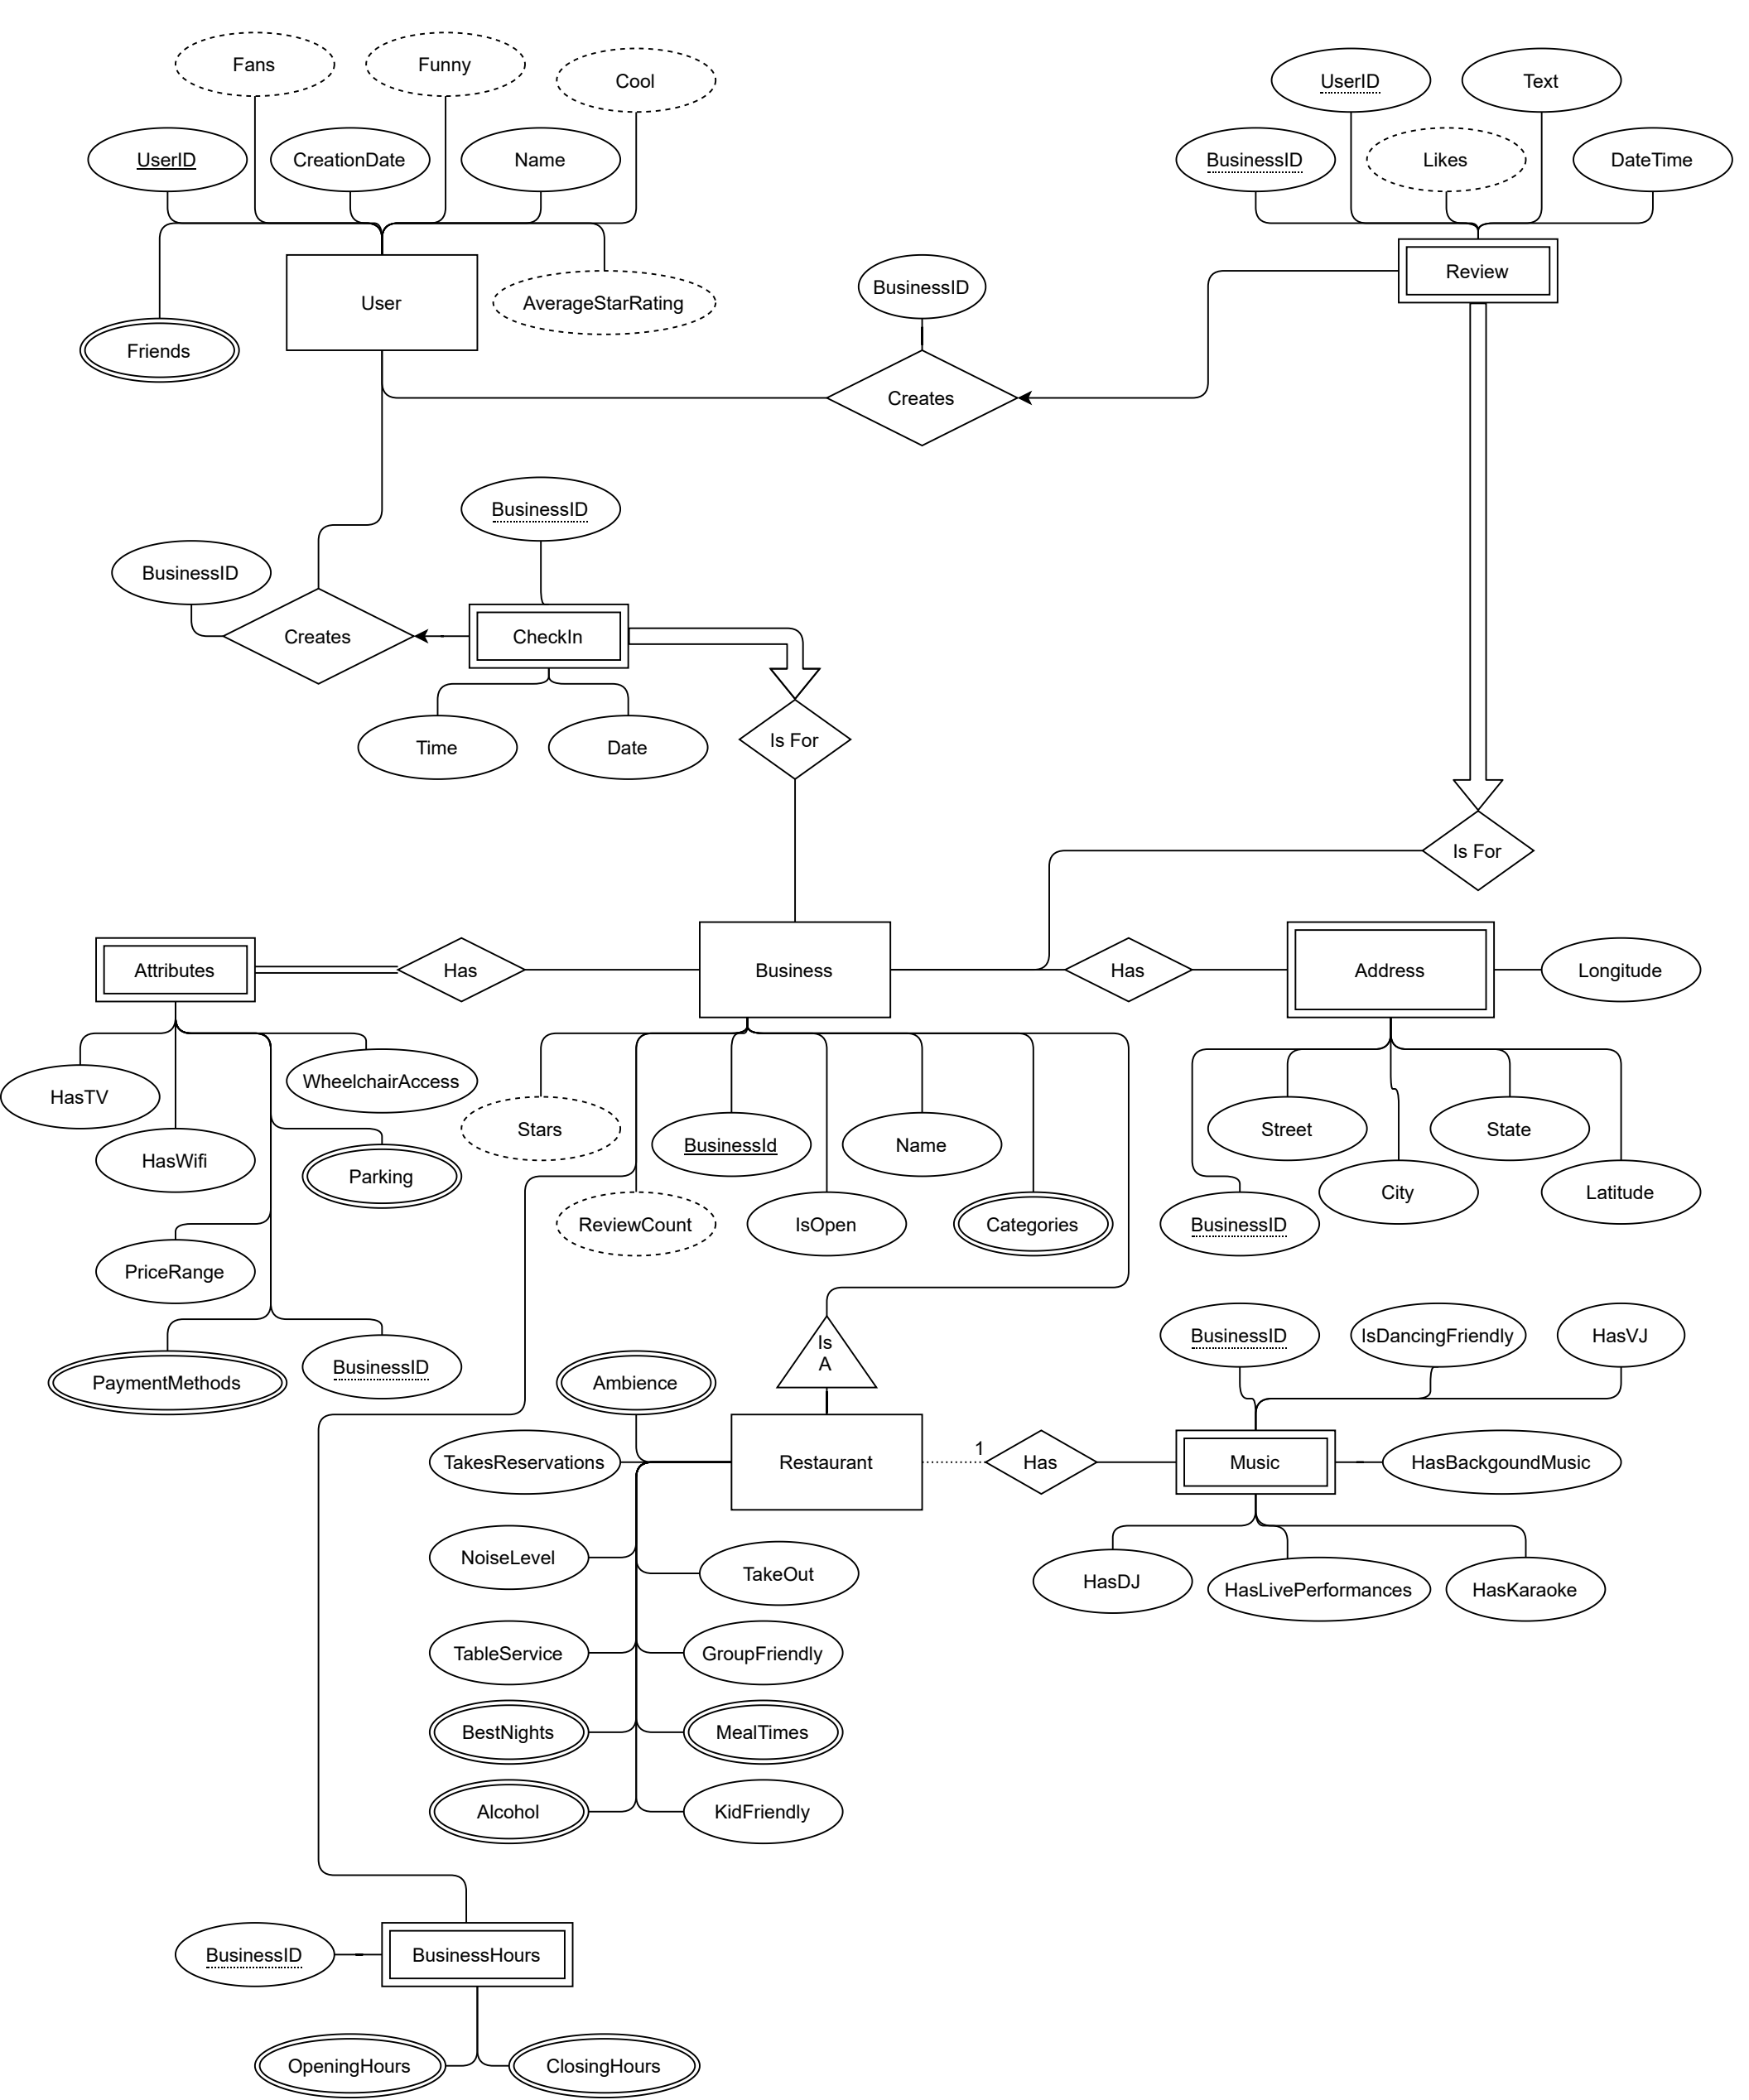 Fans
Funny
Cool
UserID
Text
UserID
CreationDate
Name
BusinessID
Likes
DateTime
Review
BusinessID
User
AverageStarRating
Friends
Creates
BusinessID
BusinessID
Creates
CheckIn
Time
Date
Is For
Is For
Attributes
Has
Business
Has
Address
Longitude
WheelchairAccess
HasTV
Stars
BusinessId
Name
Street
State
HasWifi
Parking
ReviewCount
IsOpen
Categories
BusinessID
City
Latitude
PriceRange
Is
A
BusinessID
IsDancingFriendly
HasVJ
PaymentMethods
BusinessID
Ambience
TakesReservations
Restaurant
1
Has
Music
HasBackgoundMusic
NoiseLevel
TakeOut
HasDJ
HasLivePerformances
HasKaraoke
TableService
GroupFriendly
BestNights
MealTimes
Alcohol
KidFriendly
BusinessID
BusinessHours
OpeningHours
ClosingHours